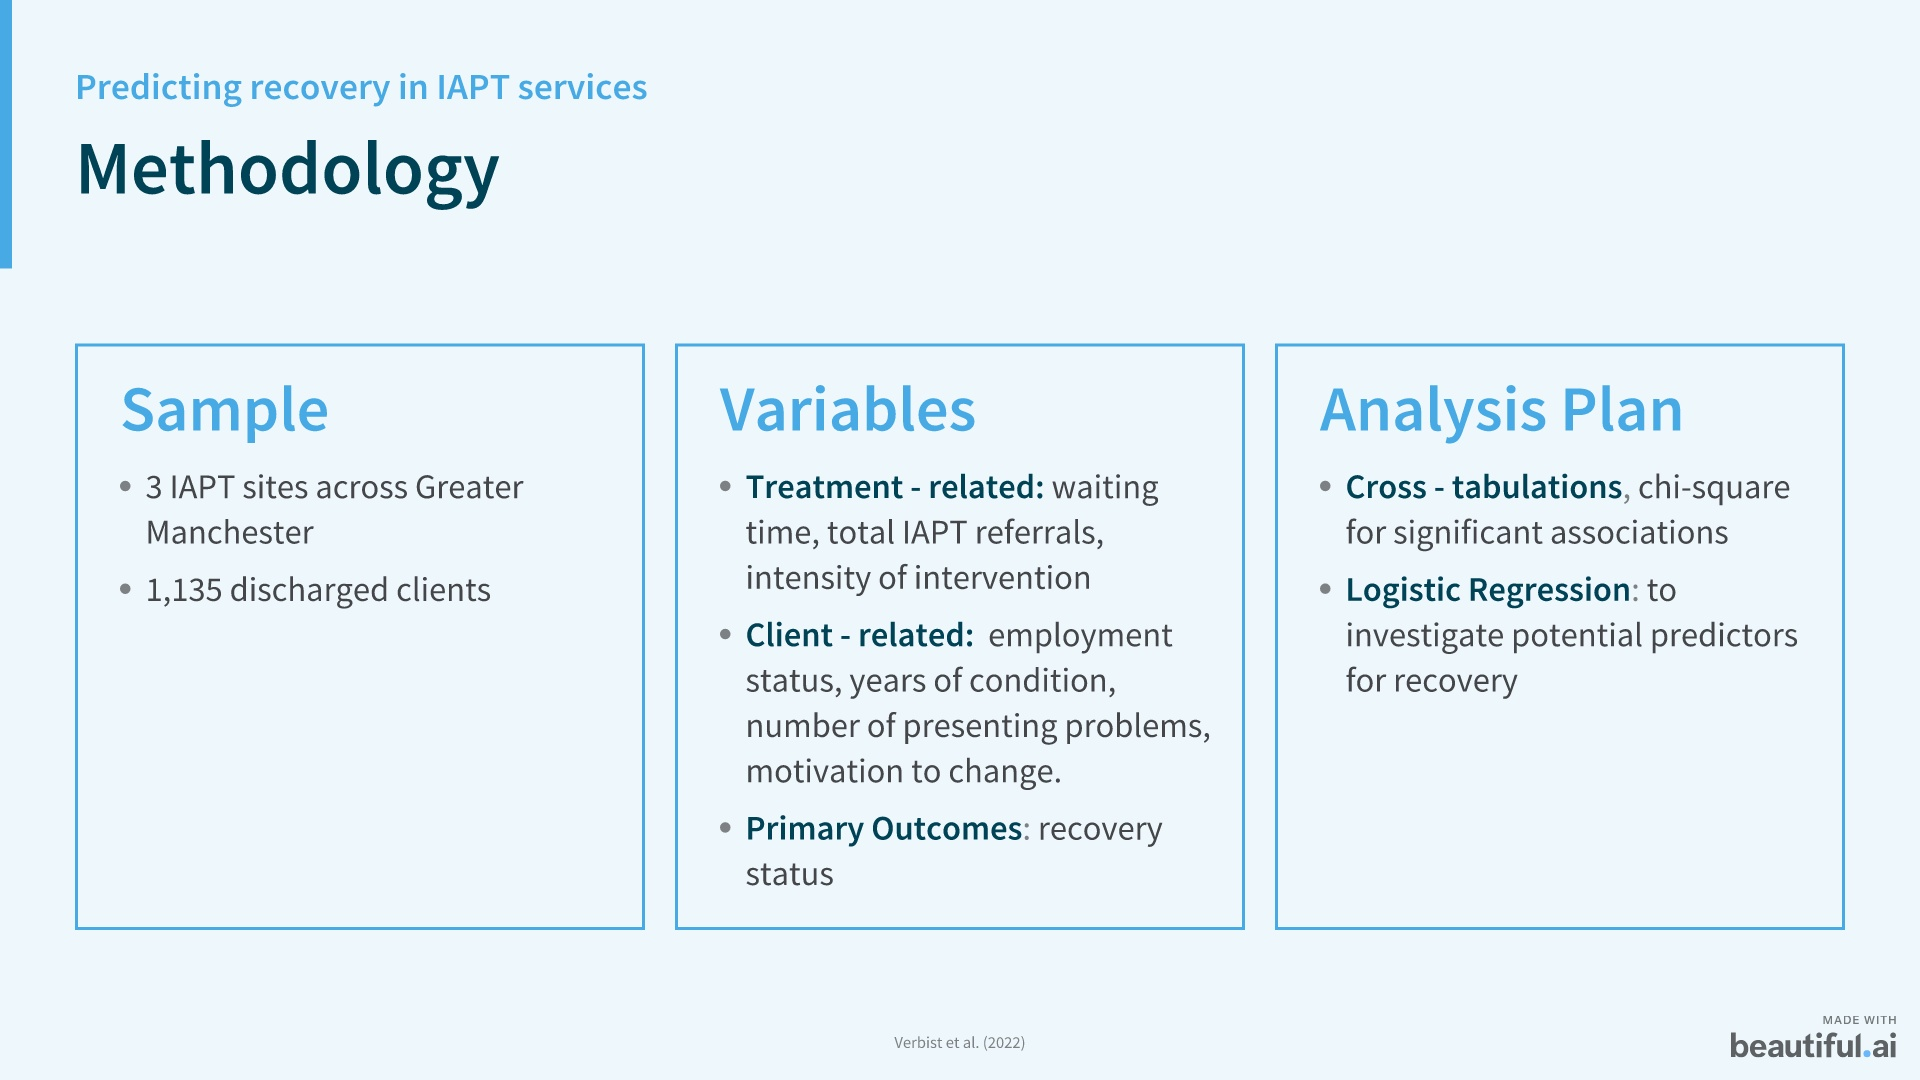 Predicting recovery in IAPT services
Methodology
Sample
• 3 IAPT sites across Greater
Manchester
• 1,135 discharged clients
Variables
• Treatment - related: waiting
time, total IAPT referrals,
intensity of intervention
• Client - related:  employment
status, years of condition,
number of presenting problems,
motivation to change.
• Primary Outcomes: recovery
status
Analysis Plan
• Cross - tabulations, chi-square
for significant associations
• Logistic Regression: to
investigate potential predictors
for recovery
Verbist et al. (2022)
MADE WITH
beautiful.ai